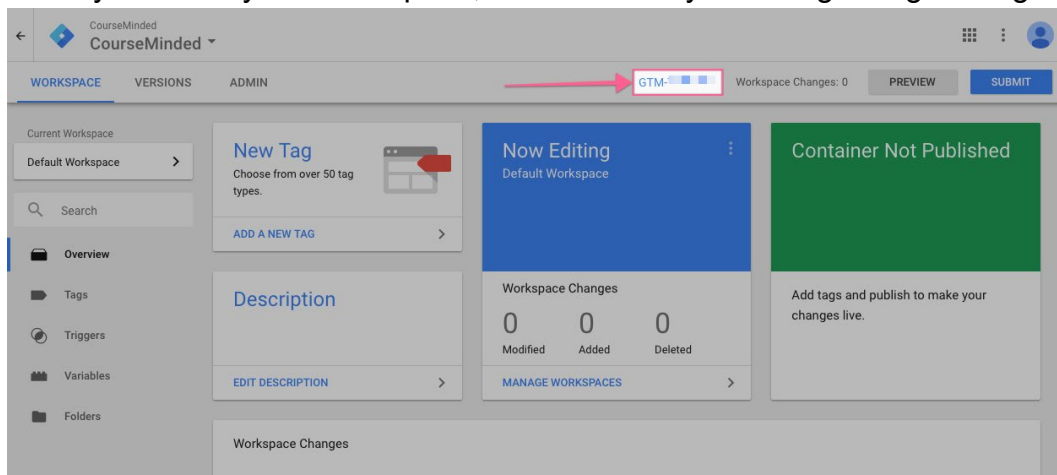 CourseMinded
CourseMinded
WORKSPACE VERSIONS ADMIN GTM- Workspace Changes: 0 PREVIEW SUBMIT
Current Workspace
Default Workspace
Search
Overview
Tags
Triggers
Variables
Folders
New Tag
Choose from over 50 tag
types.
ADD A NEW TAG
Description
EDIT DESCRIPTION
Now Editing
Default Workspace
Workspace Changes
0 0 0
Modified Added Deleted
MANAGE WORKSPACES
Container Not Published
Add tags and publish to make your
changes live.
Workspace Changes